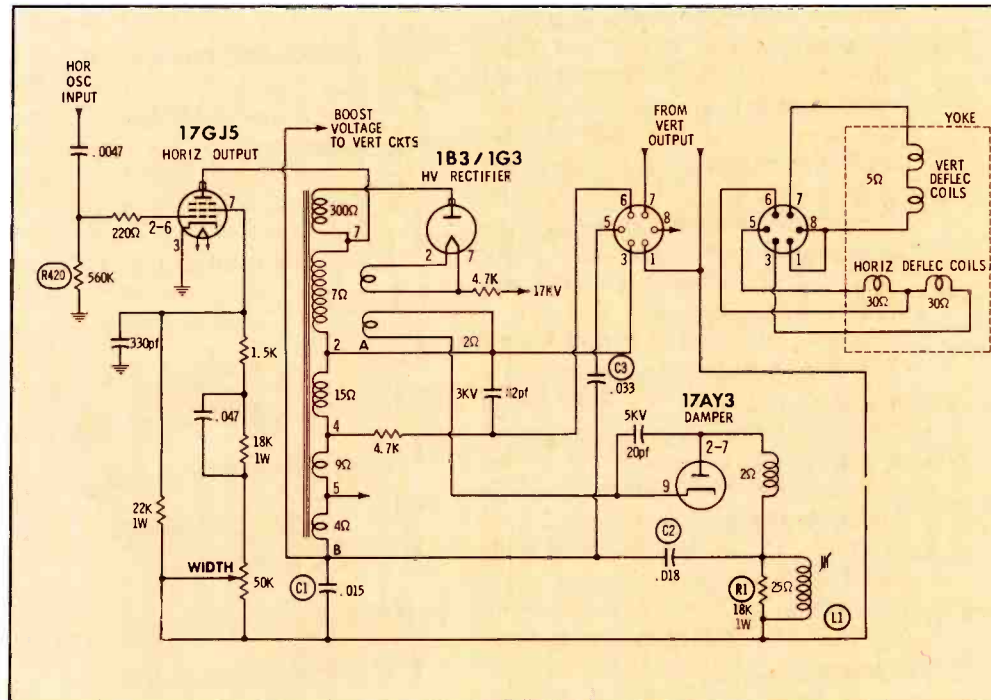 HOR
OSC
INPUT
.0047
17GJ5
HORIZ OUTPUT
7
220Ω
2-6
3
R420
560K
330pf
1.5K
.047
18K
1W
22K
1W
WIDTH
50K
BOOST
VOLTAGE
TO VERT CKTS
1B3/1G3
HV RECTIFIER
300Ω
7
2
7
4.7K
17KV
7Ω
A
2Ω
2
15Ω
3KV
4
4.7K
9Ω
5
4Ω
B
C1
.015
FROM
VERT
OUTPUT
6
7
5
8
3
1
C3
.033
17AY3
DAMPER
5KV
20pf
2-7
9
2Ω
C2
.018
R1
18K
1W
25Ω
L1
YOKE
6
7
5
8
3
1
5Ω
VERT
DEFLEC
COILS
HORIZ DEFLEC COILS
30Ω
30Ω